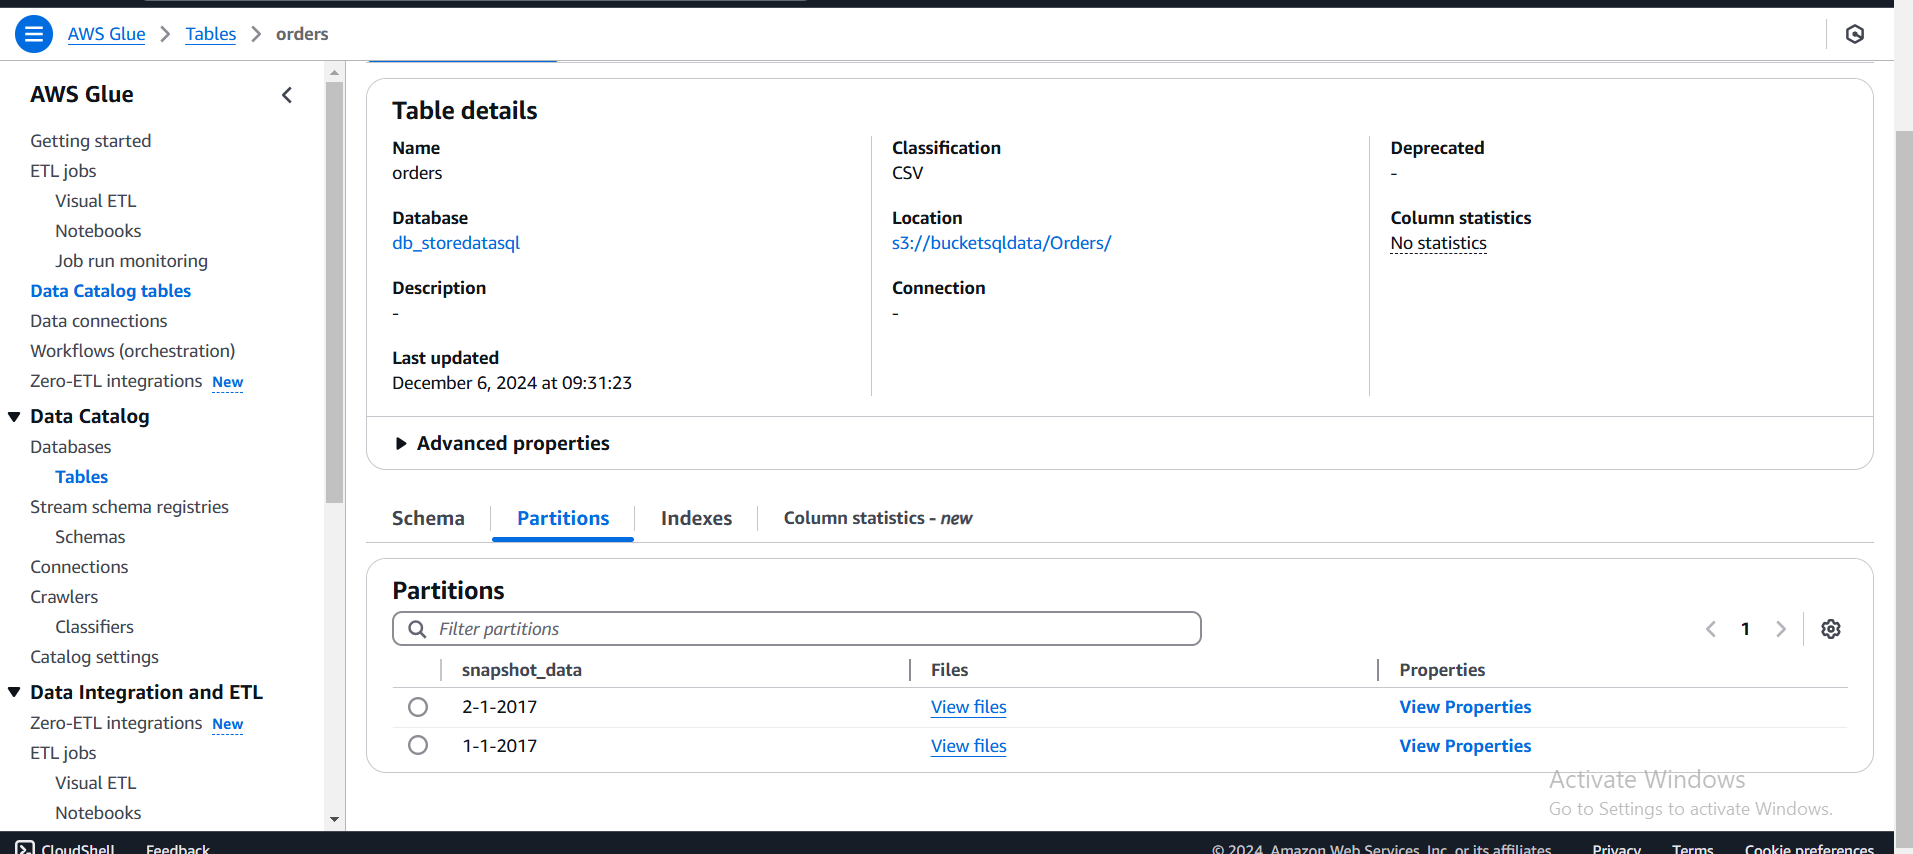 AWS Glue
Tables
orders
AWS Glue
Getting started
ETL jobs
Visual ETL
Notebooks
Job run monitoring
Data Catalog tables
Data connections
Workflows (orchestration)
Zero-ETL integrations New
Data Catalog
Databases
Tables
Stream schema registries
Schemas
Connections
Crawlers
Classifiers
Catalog settings
Data Integration and ETL
Zero-ETL integrations New
ETL jobs
Visual ETL
Notebooks
Table details
Name
orders
Database
db_storedatasql
Description
-
Last updated
December 6, 2024 at 09:31:23
Classification
CSV
Location
s3://bucketsqldata/Orders/
Connection
-
Deprecated
-
Column statistics
No statistics
Advanced properties
Schema
Partitions
Indexes
Column statistics - new
Partitions
Filter partitions
1
snapshot_data Files Properties
2-1-2017 View files View Properties
1-1-2017 View files View Properties
Activate Windows
Go to Settings to activate Windows.
CloudShell Feedback © 2024, Amazon Web Services, Inc. or its affiliates. Privacy Terms Cookie preferences